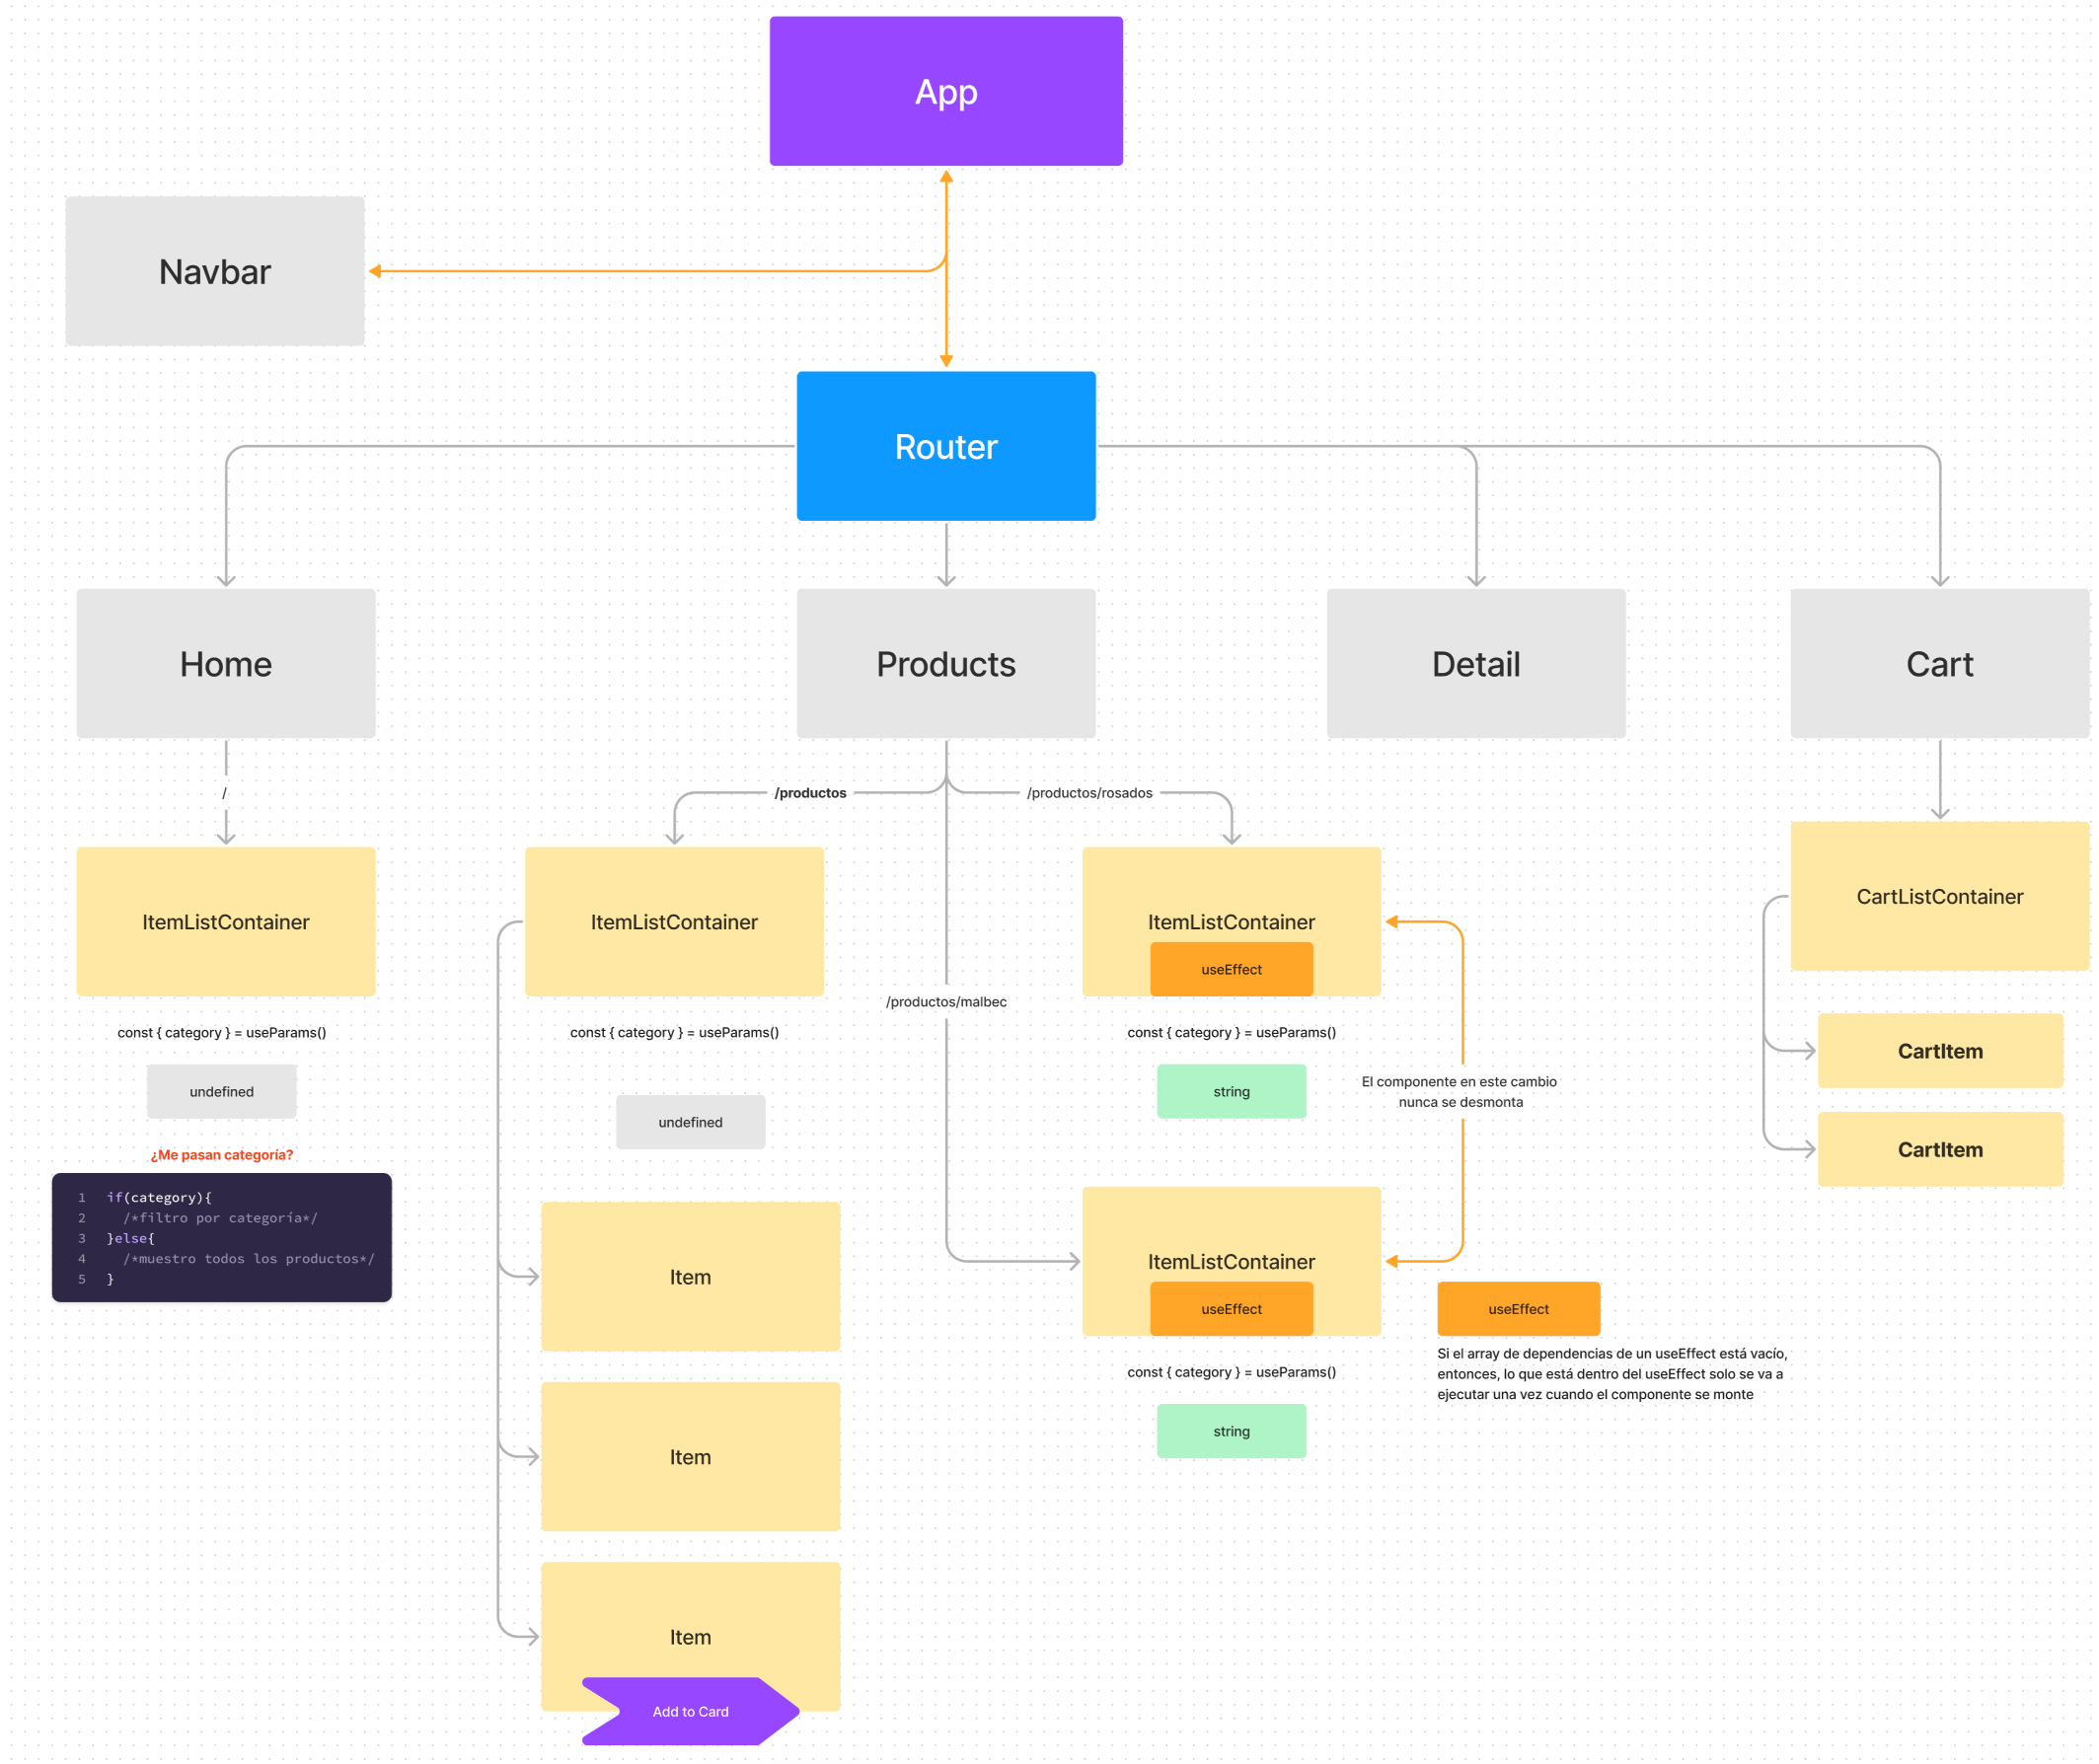 App
Navbar
Router
Home
Products
Detail
Cart
/
/productos
/productos/rosados
ItemListContainer
ItemListContainer
ItemListContainer
useEffect
CartListContainer
/productos/malbec
const { category } = useParams()
const { category } = useParams()
const { category } = useParams()
undefined
undefined
string
El componente en este cambio
nunca se desmonta
CartItem
CartItem
¿Me pasan categoría?
1 if(category){
2 /*filtro por categoría*/
3 }else{
4 /*muestro todos los productos*/
5 }
Item
Item
Item
Add to Card
ItemListContainer
useEffect
const { category } = useParams()
string
useEffect
Si el array de dependencias de un useEffect está vacío,
entonces, lo que está dentro del useEffect solo se va a
ejecutar una vez cuando el componente se monte